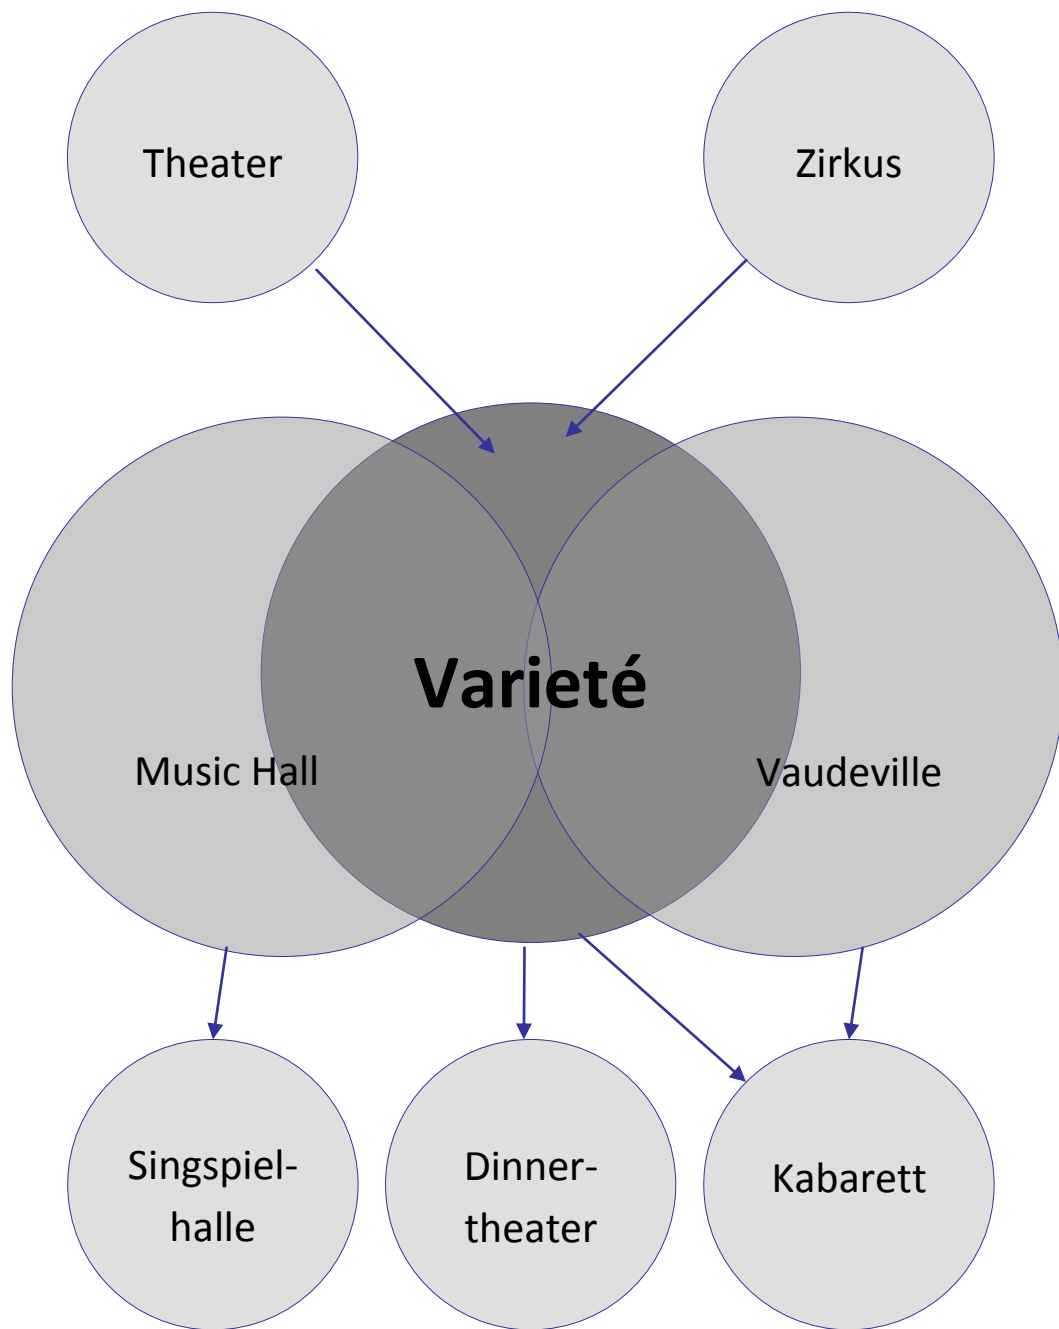 Theater
Zirkus
Varieté
Music Hall
Vaudeville
Singspiel-
halle
Dinner-
theater
Kabarett